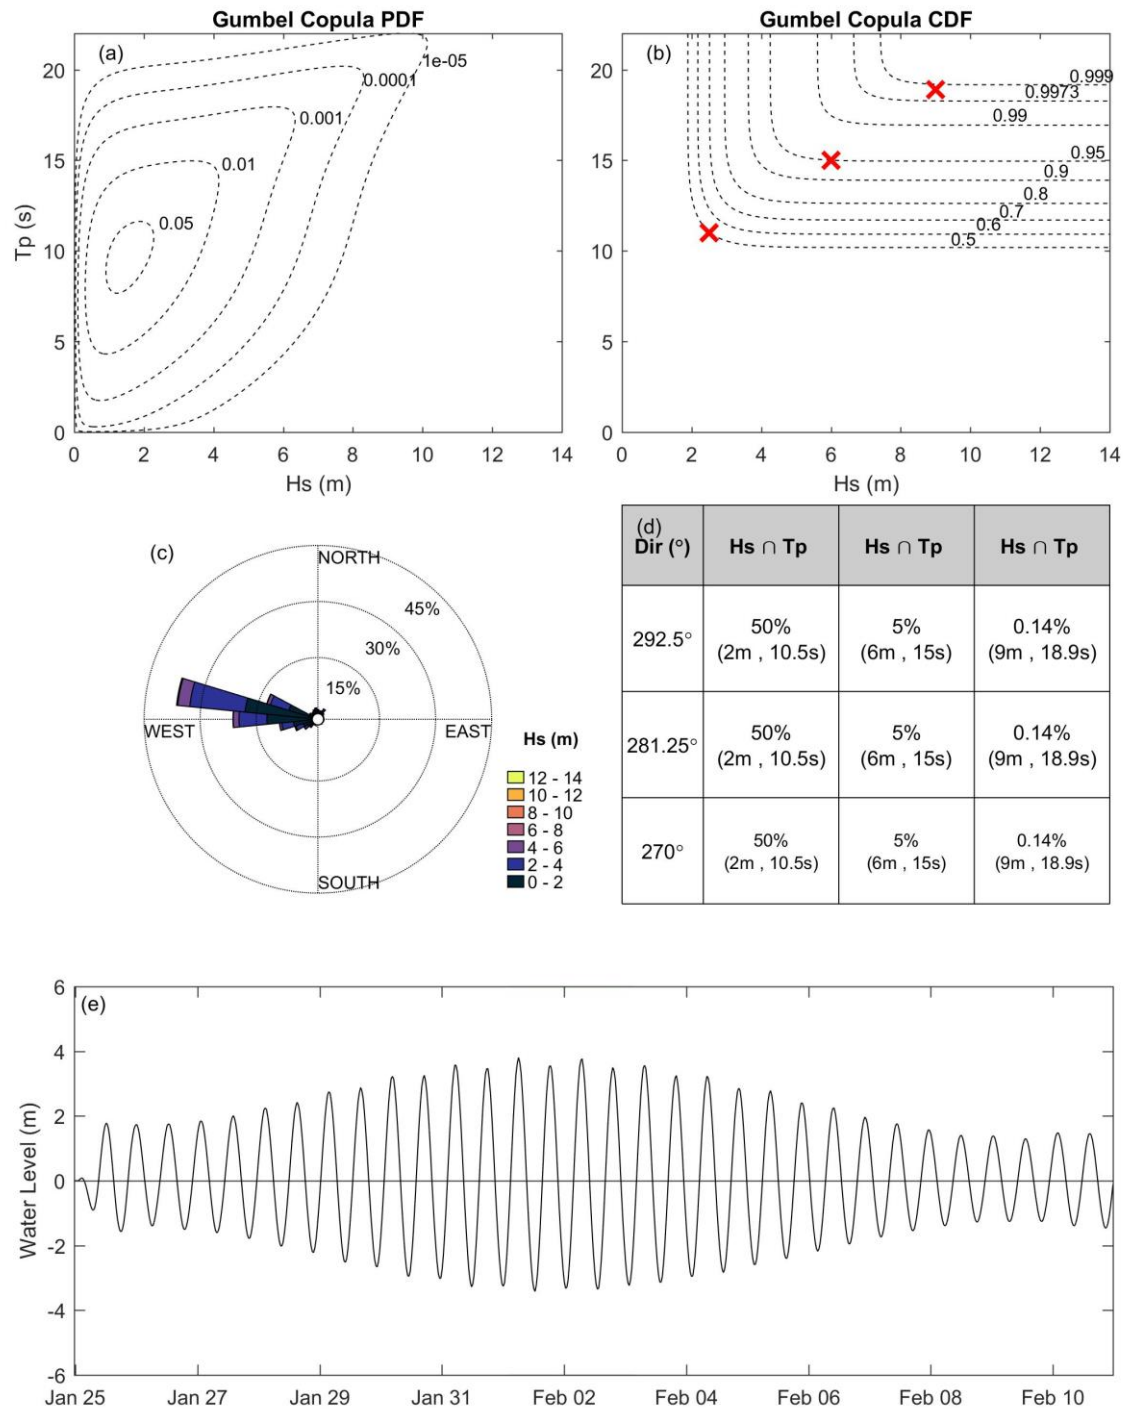 Gumbel Copula PDF
Gumbel Copula CDF
(a)
1e-05
0.0001
0.001
0.01
0.05
20
15
10
5
0
Tp (s)
0 2 4 6 8 10 12 14
Hs (m)
(b)
0.999
0.9973
0.99
0.95
0.9
0.8
0.7
0.6
0.5
20
15
10
5
0
0 2 4 6 8 10 12 14
Hs (m)
(c)
NORTH
45%
30%
15%
WEST
EAST
SOUTH
Hs (m)
12 - 14
10 - 12
8 - 10
6 - 8
4 - 6
2 - 4
0 - 2
(d)
Dir (°) Hs ∩ Tp Hs ∩ Tp Hs ∩ Tp
292.5° 50% (2m , 10.5s) 5% (6m , 15s) 0.14% (9m , 18.9s)
281.25° 50% (2m , 10.5s) 5% (6m , 15s) 0.14% (9m , 18.9s)
270° 50% (2m , 10.5s) 5% (6m , 15s) 0.14% (9m , 18.9s)
(e)
6
4
2
0
-2
-4
-6
Water Level (m)
Jan 25 Jan 27 Jan 29 Jan 31 Feb 02 Feb 04 Feb 06 Feb 08 Feb 10